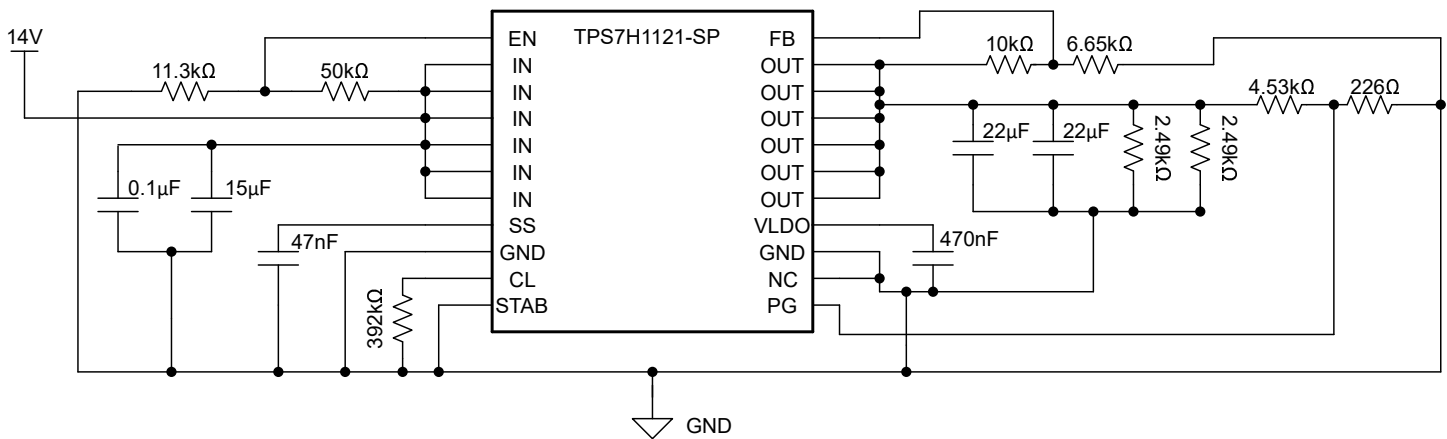 14V
11.3kΩ
50kΩ
0.1µF
15µF
47nF
392kΩ
TPS7H1121-SP
EN
IN
IN
IN
IN
IN
IN
SS
GND
CL
STAB
FB
OUT
OUT
OUT
OUT
OUT
OUT
VLDO
GND
NC
PG
10kΩ
6.65kΩ
4.53kΩ
226Ω
22µF
22µF
2.49kΩ
2.49kΩ
470nF
GND